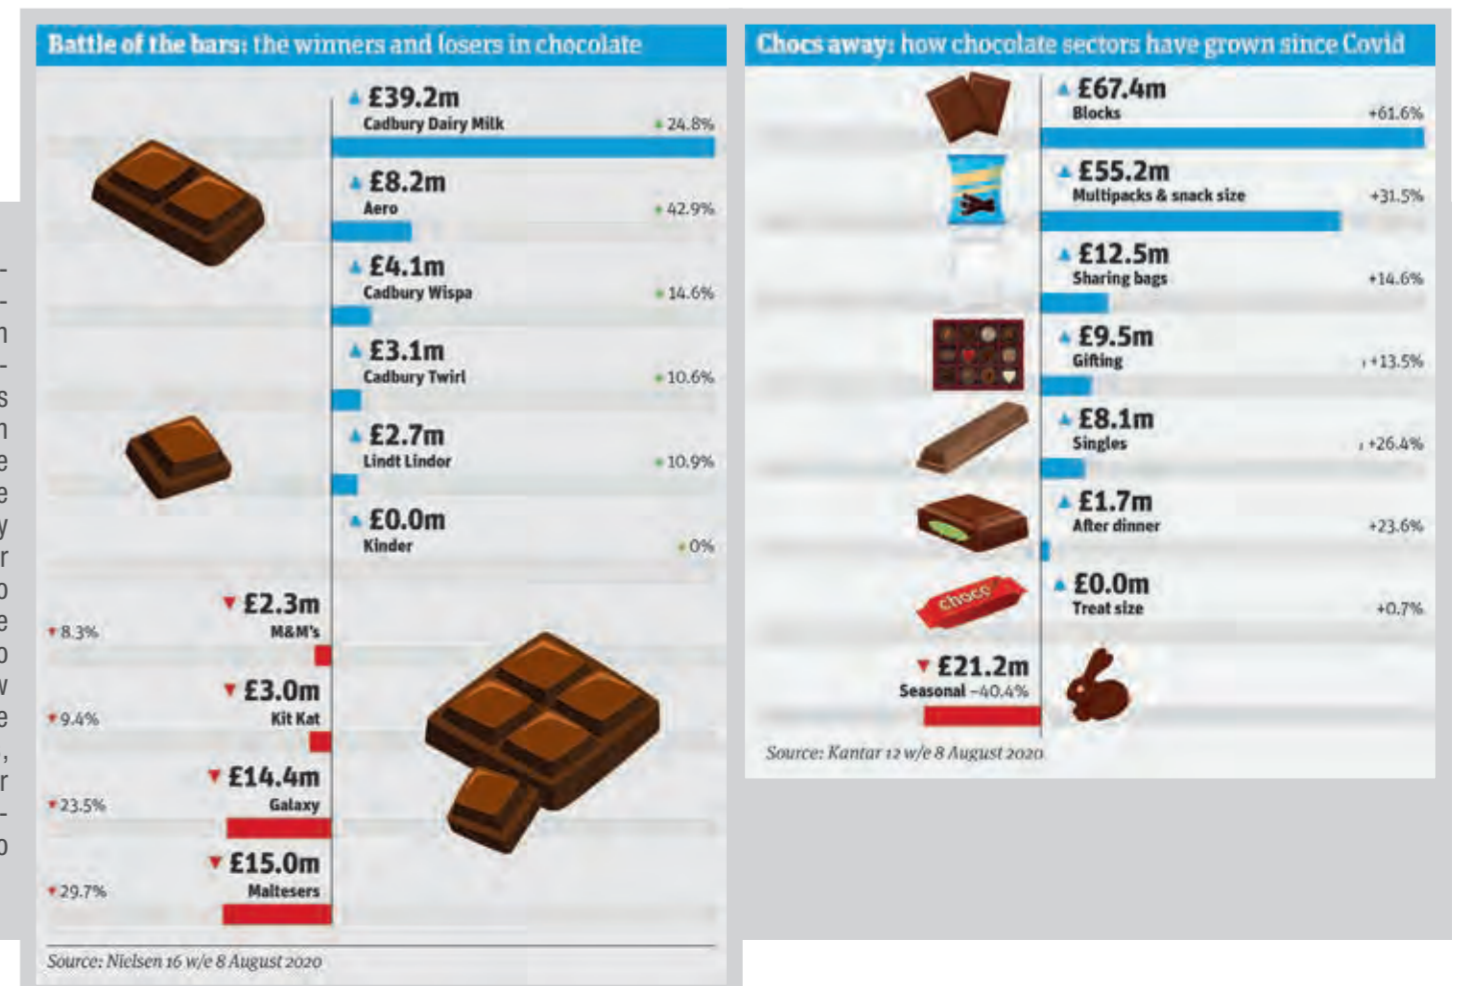 Battle of the bars: the winners and losers in chocolate
▲ £39.2m
Cadbury Dairy Milk 24.8%
▲ £8.2m
Aero 42.9%
▲ £4.1m
Cadbury Wispa 14.6%
▲ £3.1m
Cadbury Twirl 10.6%
▲ £2.7m
Lindt Lindor 10.9%
▲ £0.0m
Kinder 0%
▼ £2.3m
▼ 8.3% M&M's
▼ £3.0m
▼ 9.4% Kit Kat
▼ £14.4m
▼ 23.5% Galaxy
▼ £15.0m
▼ 29.7% Maltesers
Source: Nielsen 16 w/e 8 August 2020
Chocs away: how chocolate sectors have grown since Covid
▲ £67.4m
Blocks +61.6%
▲ £55.2m
Multipacks & snack size +31.5%
▲ £12.5m
Sharing bags +14.6%
▲ £9.5m
Gifting +13.5%
▲ £8.1m
Singles +26.4%
▲ £1.7m
After dinner +23.6%
▲ £0.0m
choco
Treat size +0.7%
▼ £21.2m
Seasonal -40.4%
Source: Kantar 12 w/e 8 August 2020